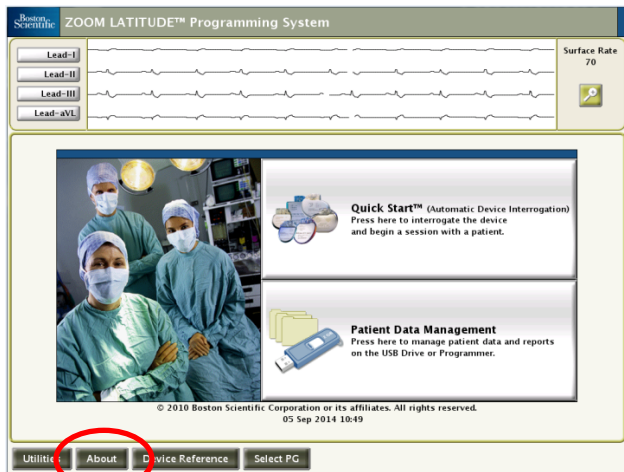 Boston
Scientific
ZOOM LATITUDE™ Programming System
Lead-I
Lead-II
Lead-III
Lead-aVL
Surface Rate
70
Quick Start™ (Automatic Device Interrogation)
Press here to interrogate the device
and begin a session with a patient.
Patient Data Management
Press here to manage patient data and reports
on the USB Drive or Programmer.
© 2010 Boston Scientific Corporation or its affiliates. All rights reserved.
05 Sep 2014 10:49
Utilities
About
Device Reference
Select PG